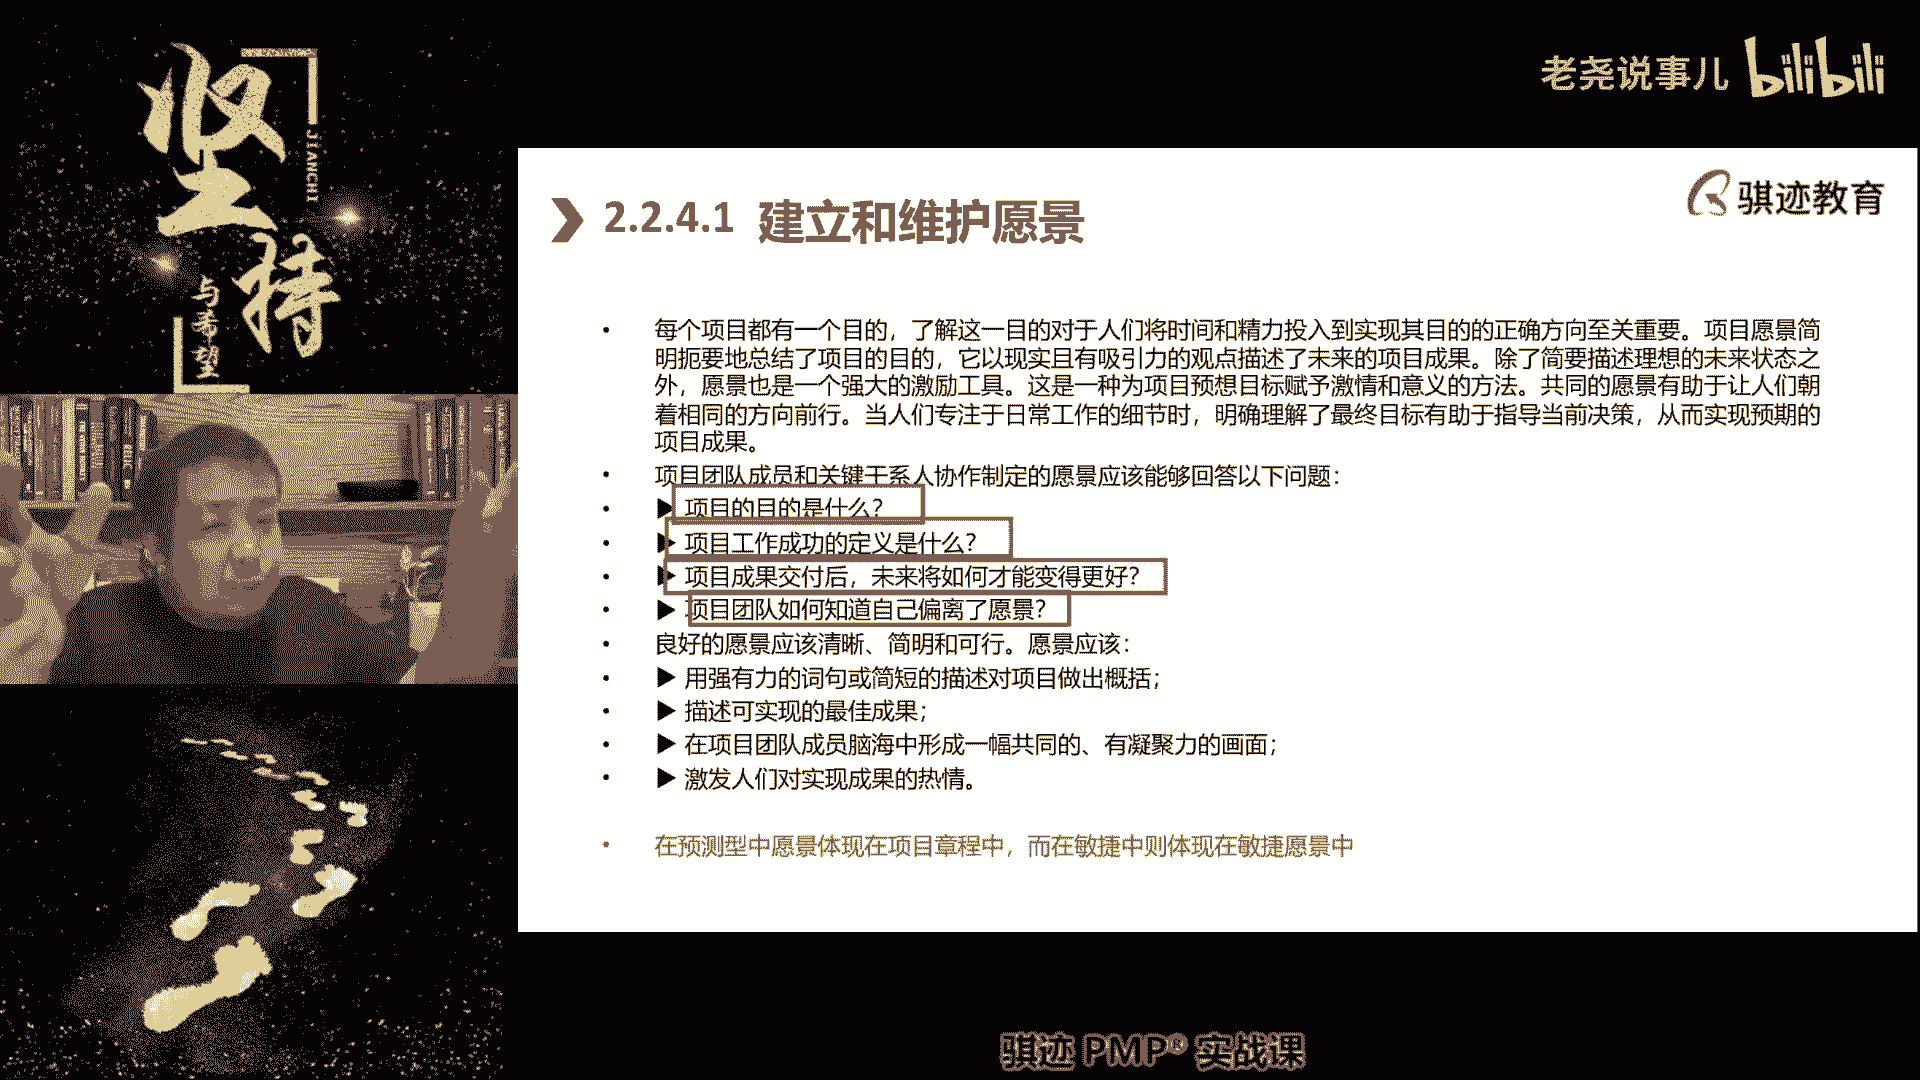 坚持
JIANCHI
与希望
老尧说事儿 bilibili
骐迹教育
2.2.4.1 建立和维护愿景
• 每个项目都有一个目的，了解这一目的对于人们将时间和精力投入到实现其目的的正确方向至关重要。项目愿景简
明扼要地总结了项目的目的，它以现实且有吸引力的观点描述了未来的项目成果。除了简要描述理想的未来状态之
外，愿景也是一个强大的激励工具。这是一种为项目预想目标赋予激情和意义的方法。共同的愿景有助于让人们朝
着相同的方向前行。当人们专注于日常工作的细节时，明确理解了最终目标有助于指导当前决策，从而实现预期的
项目成果。
• 项目团队成员和关键干系人协作制定的愿景应该能够回答以下问题：
• ▶ 项目的目的是什么？
• ▶ 项目工作成功的定义是什么？
• ▶ 项目成果交付后，未来将如何才能变得更好？
• ▶ 项目团队如何知道自己偏离了愿景？
• 良好的愿景应该清晰、简明和可行。愿景应该：
• ▶ 用强有力的词句或简短的描述对项目做出概括；
• ▶ 描述可实现的最佳成果；
• ▶ 在项目团队成员脑海中形成一幅共同的、有凝聚力的画面；
• ▶ 激发人们对实现成果的热情。
• 在预测型中愿景体现在项目章程中，而在敏捷中则体现在敏捷愿景中
骐迹 PMP® 实战课